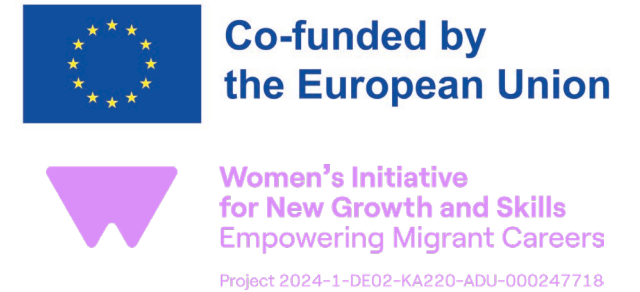 Co-funded by
the European Union
Women's Initiative
for New Growth and Skills
Empowering Migrant Careers
Project 2024-1-DE02-KA220-ADU-000247718